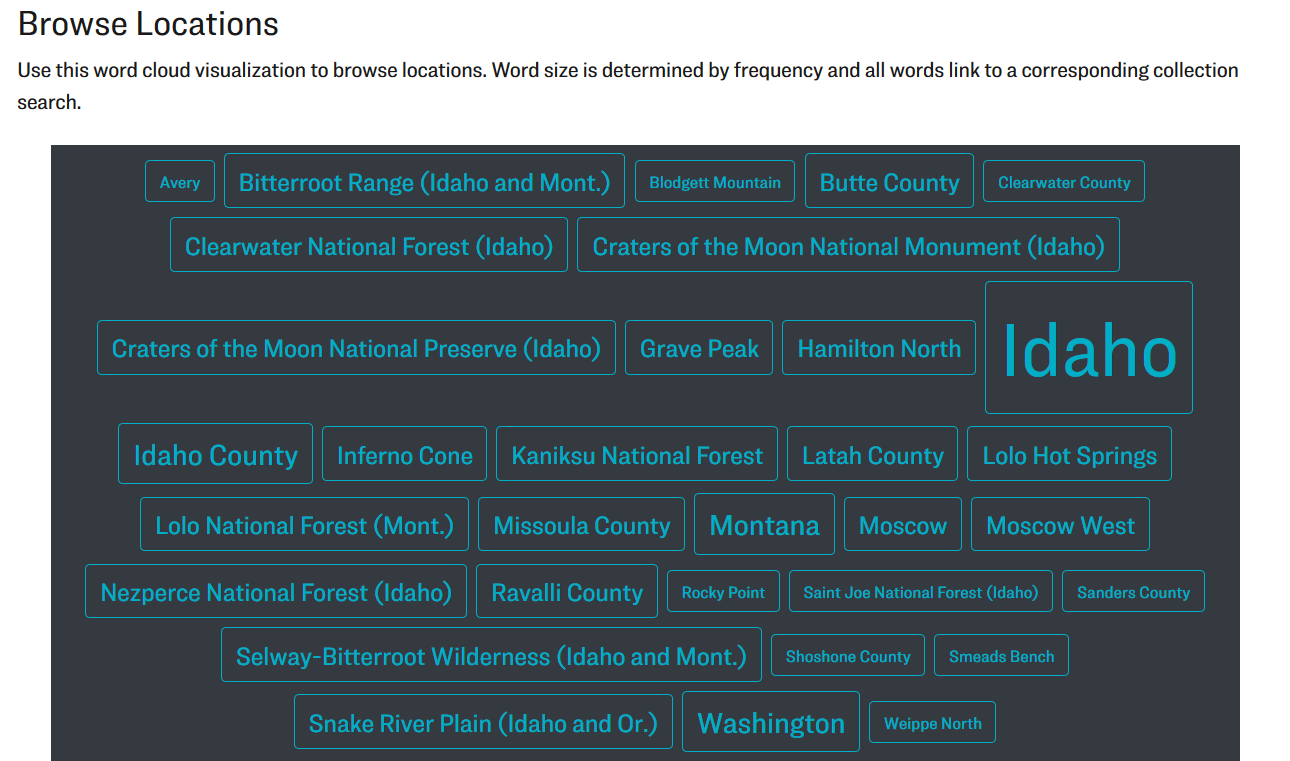 Browse Locations
Use this word cloud visualization to browse locations. Word size is determined by frequency and all words link to a corresponding collection
search.
Avery Bitterroot Range (Idaho and Mont.) Blodgett Mountain Butte County Clearwater County
Clearwater National Forest (Idaho) Craters of the Moon National Monument (Idaho)
Craters of the Moon National Preserve (Idaho) Grave Peak Hamilton North Idaho
Idaho County Inferno Cone Kaniksu National Forest Latah County Lolo Hot Springs
Lolo National Forest (Mont.) Missoula County Montana Moscow Moscow West
Nezperce National Forest (Idaho) Ravalli County Rocky Point Saint Joe National Forest (Idaho) Sanders County
Selway-Bitterroot Wilderness (Idaho and Mont.) Shoshone County Smeads Bench
Snake River Plain (Idaho and Or.) Washington Weippe North